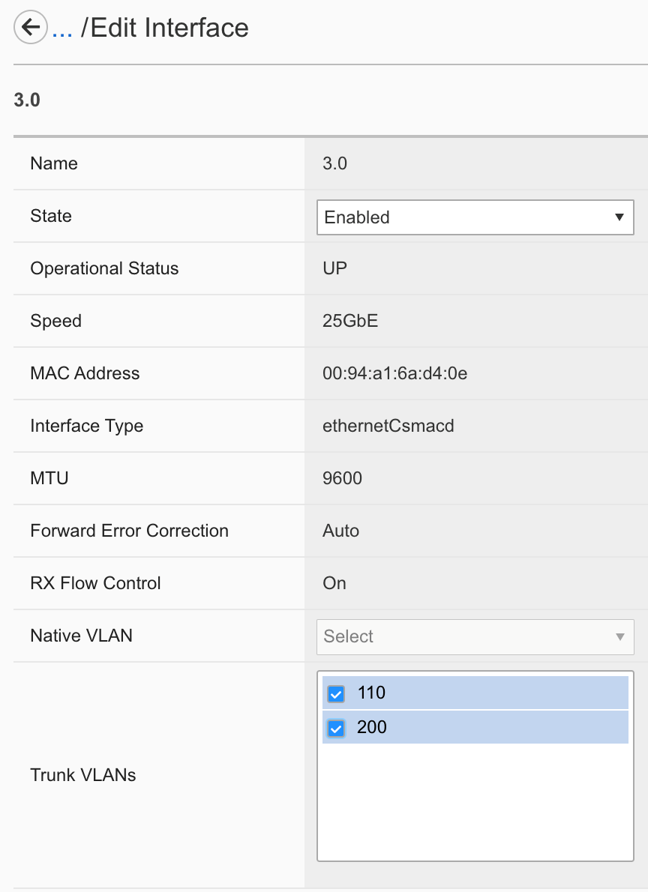 ... /Edit Interface
3.0
Name 3.0
State Enabled
Operational Status UP
Speed 25GbE
MAC Address 00:94:a1:6a:d4:0e
Interface Type ethernetCsmacd
MTU 9600
Forward Error Correction Auto
RX Flow Control On
Native VLAN Select
110
200
Trunk VLANs